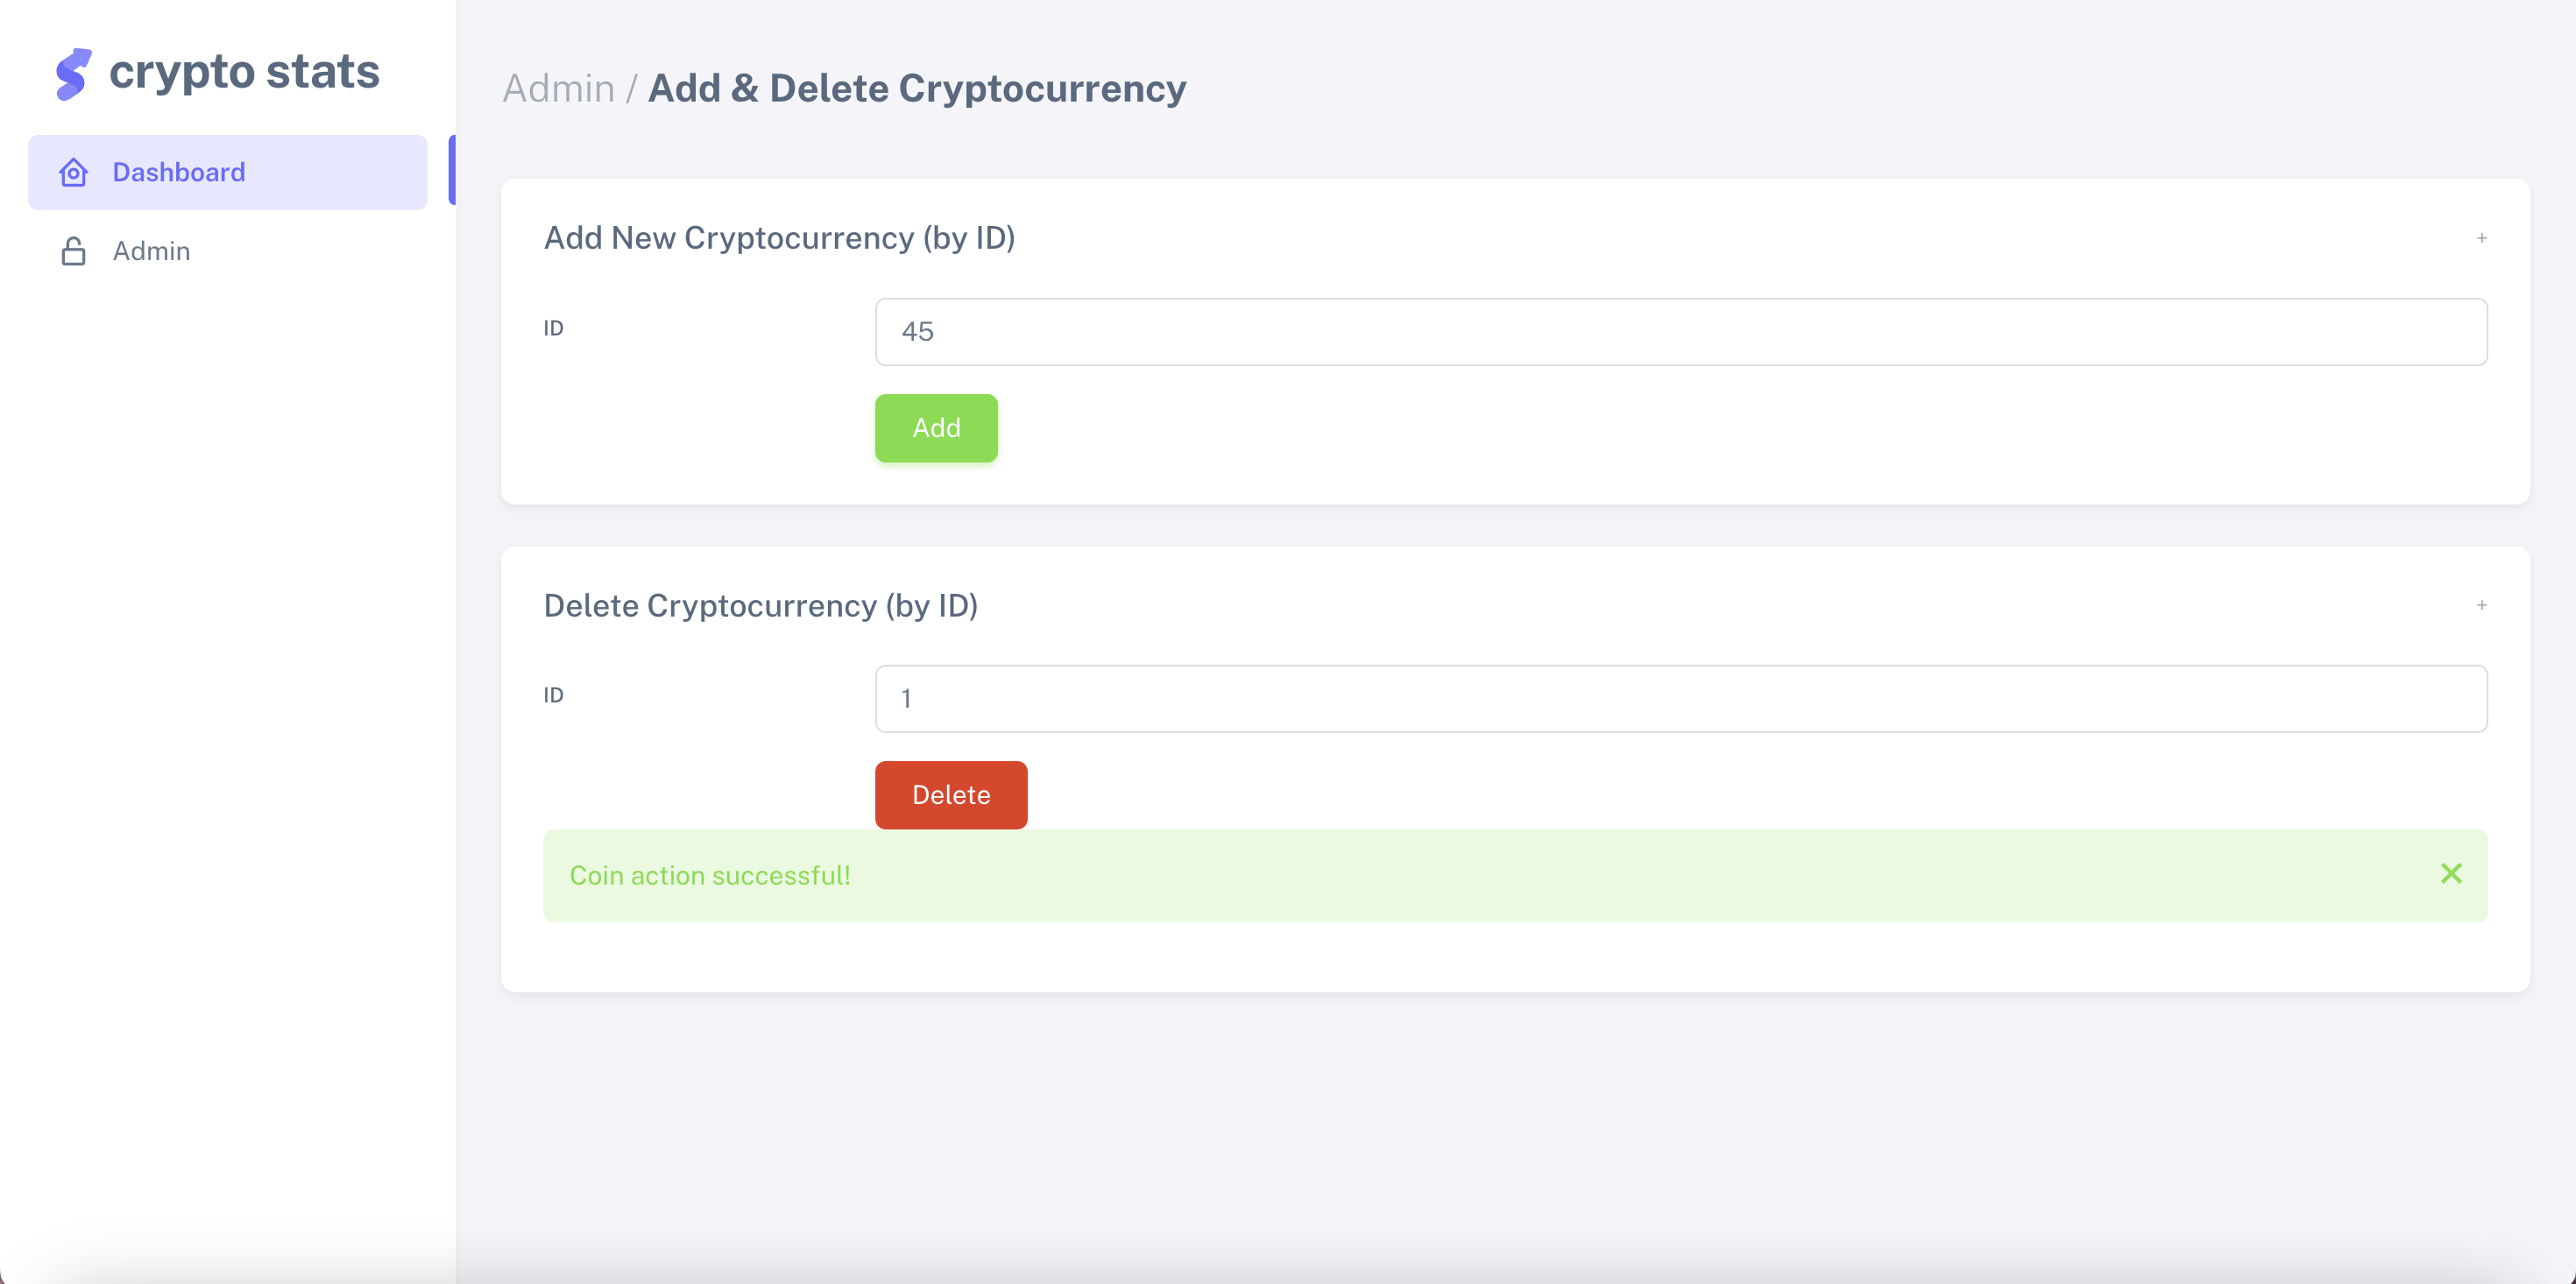 crypto stats
Dashboard
Admin
Admin / Add & Delete Cryptocurrency
Add New Cryptocurrency (by ID)
+
ID
45
Add
Delete Cryptocurrency (by ID)
+
ID
1
Delete
Coin action successful!